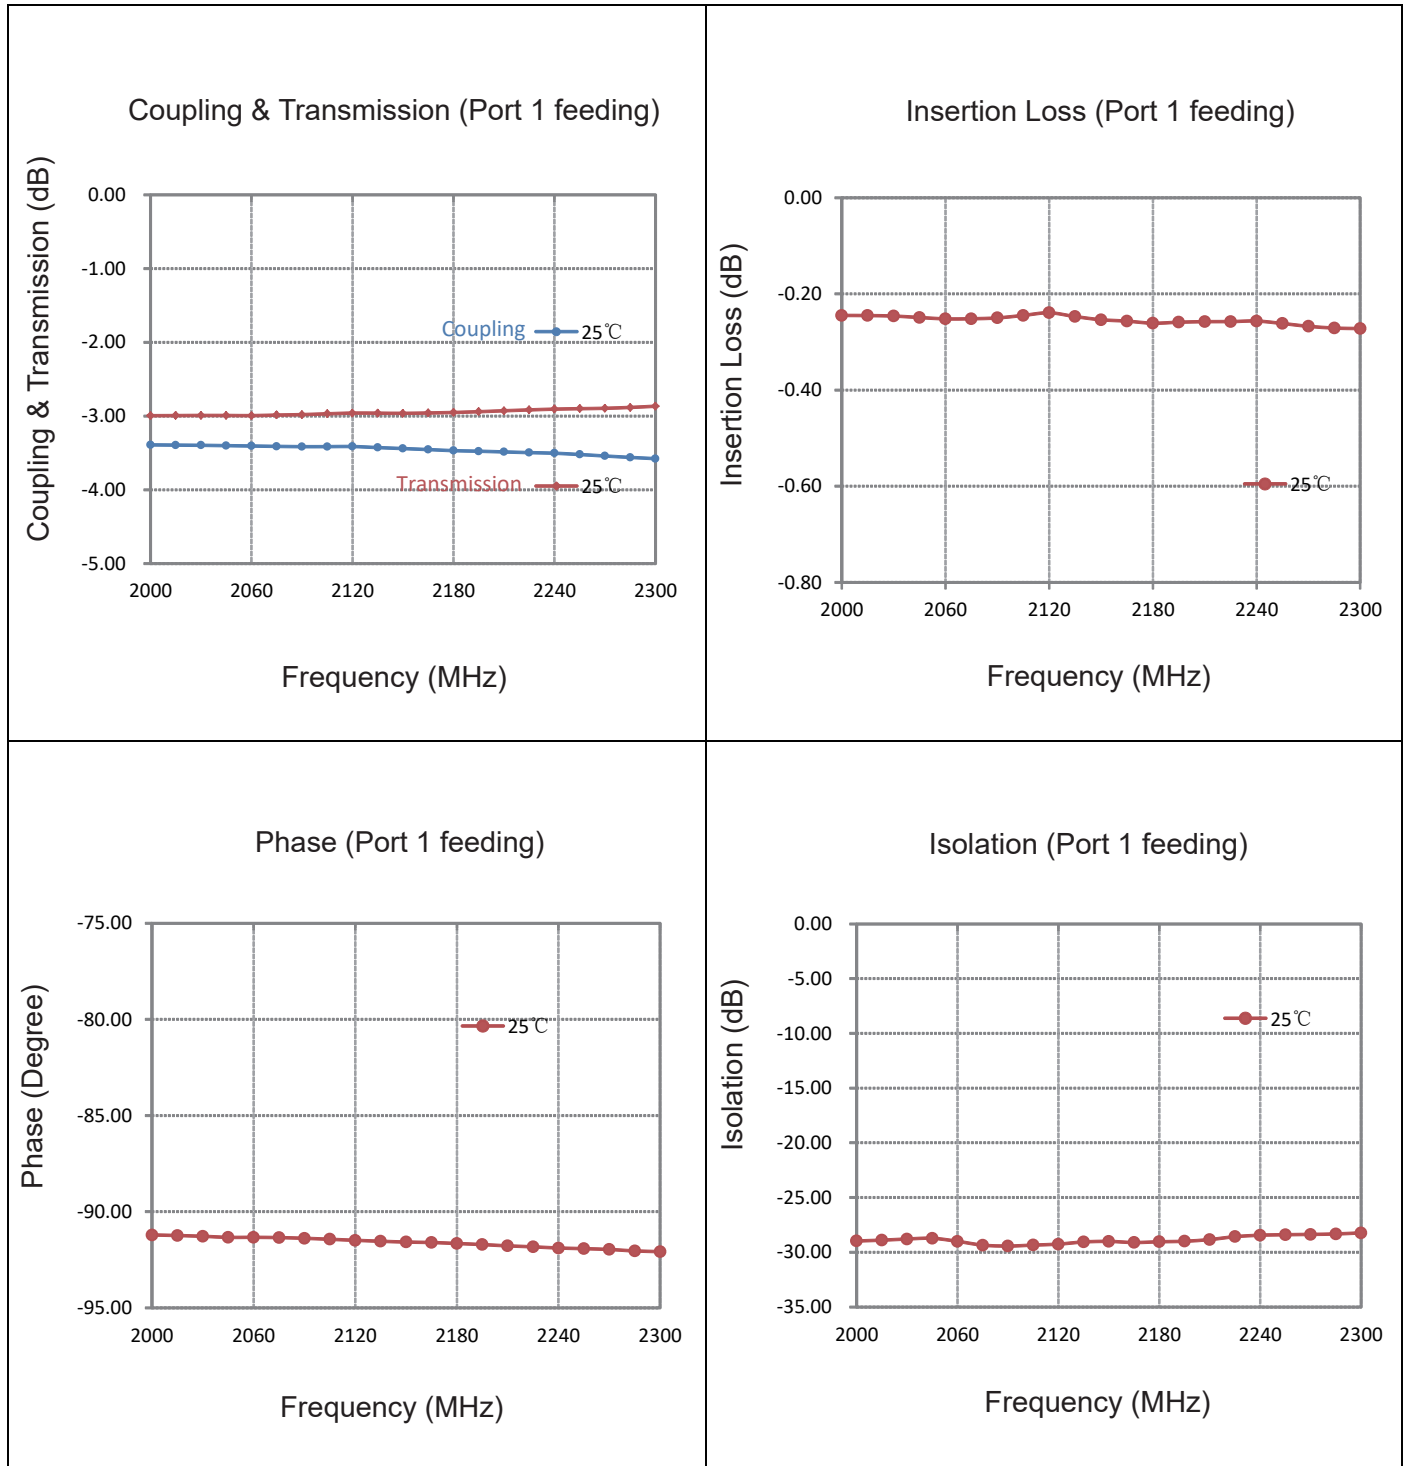 Coupling & Transmission (Port 1 feeding)
Coupling & Transmission (dB)
0.00
-1.00
-2.00
-3.00
-4.00
-5.00
Coupling 25℃
Transmission 25℃
2000 2060 2120 2180 2240 2300
Frequency (MHz)
Insertion Loss (Port 1 feeding)
Insertion Loss (dB)
0.00
-0.20
-0.40
-0.60
-0.80
25℃
2000 2060 2120 2180 2240 2300
Frequency (MHz)
Phase (Port 1 feeding)
Phase (Degree)
-75.00
-80.00
-85.00
-90.00
-95.00
25℃
2000 2060 2120 2180 2240 2300
Frequency (MHz)
Isolation (Port 1 feeding)
Isolation (dB)
0.00
-5.00
-10.00
-15.00
-20.00
-25.00
-30.00
-35.00
25℃
2000 2060 2120 2180 2240 2300
Frequency (MHz)